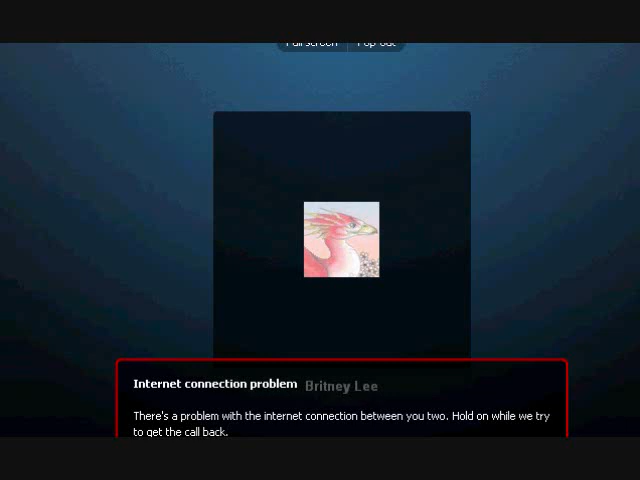 Full screen Pop out
Internet connection problem Britney Lee
There's a problem with the internet connection between you two. Hold on while we try
to get the call back.